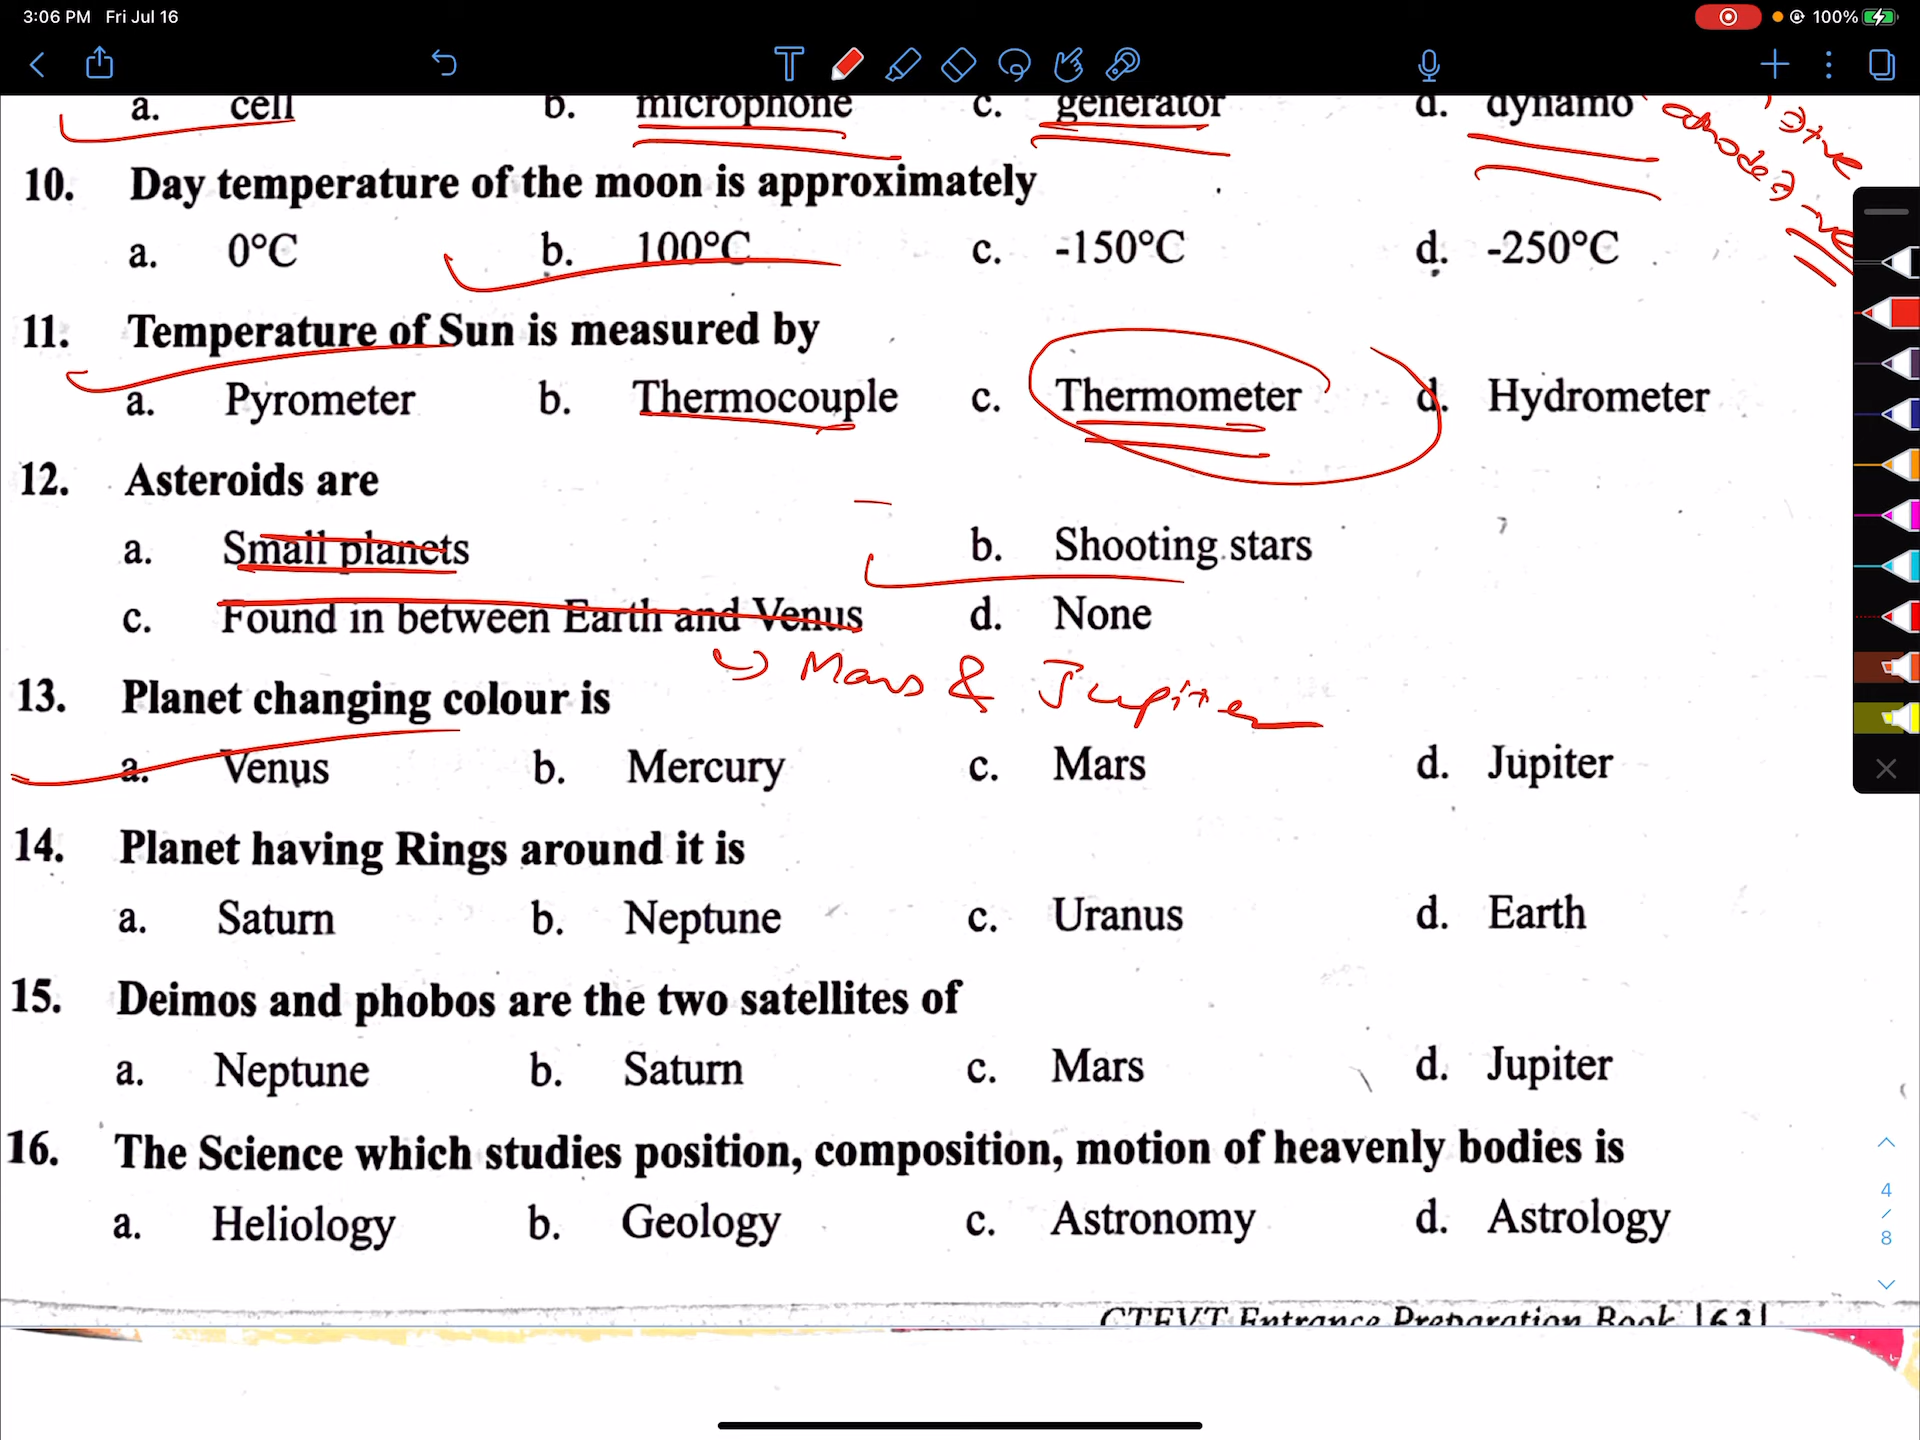 3:06 PM Fri Jul 16
100%
a. cell b. microphone c. generator d. dynamo
10. Day temperature of the moon is approximately
a. 0°C b. 100°C c. -150°C d. -250°C
11. Temperature of Sun is measured by
a. Pyrometer b. Thermocouple c. Thermometer d. Hydrometer
12. Asteroids are
a. Small planets b. Shooting stars
c. Found in between Earth and Venus d. None
Mars & Jupiter
13. Planet changing colour is
a. Venus b. Mercury c. Mars d. Jupiter
14. Planet having Rings around it is
a. Saturn b. Neptune c. Uranus d. Earth
15. Deimos and phobos are the two satellites of
a. Neptune b. Saturn c. Mars d. Jupiter
16. The Science which studies position, composition, motion of heavenly bodies is
a. Heliology b. Geology c. Astronomy d. Astrology
4
/
8
CTEVT Entrance Preparation Book |63|